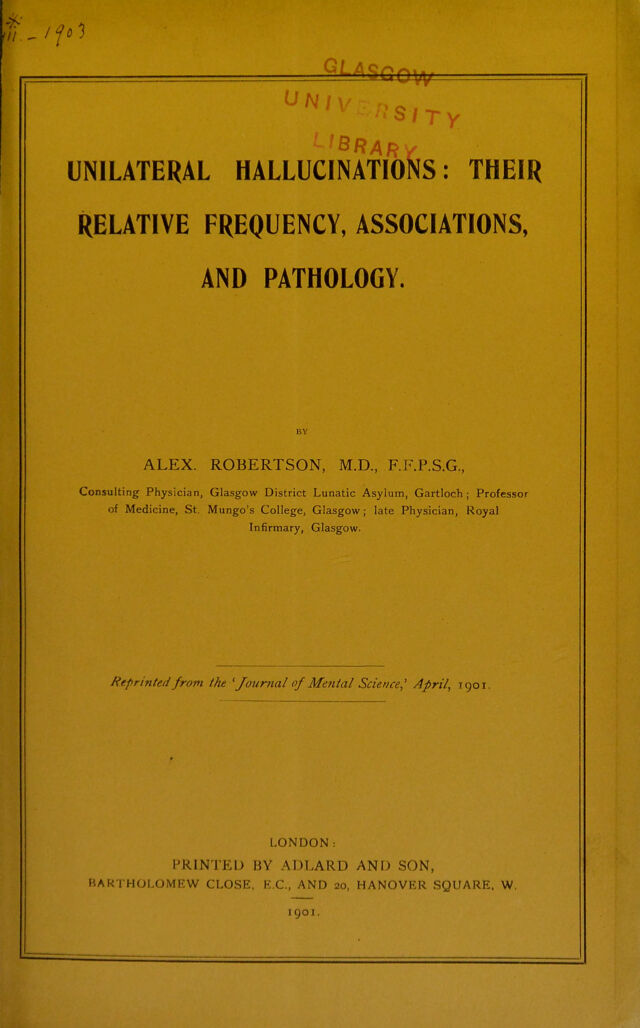 iii. - 1903
GLASGOW
UNIVERSITY
LIBRARY
UNILATERAL HALLUCINATIONS: THEIR
RELATIVE FREQUENCY, ASSOCIATIONS,
AND PATHOLOGY.
BY
ALEX. ROBERTSON, M.D., F.F.P.S.G.,
Consulting Physician, Glasgow District Lunatic Asylum, Gartloch; Professor
of Medicine, St. Mungo's College, Glasgow; late Physician, Royal
Infirmary, Glasgow.
Reprinted from the 'Journal of Mental Science,' April, 1901.
LONDON:
PRINTED BY ADLARD AND SON,
BARTHOLOMEW CLOSE, E.C., AND 20, HANOVER SQUARE, W.
1901.